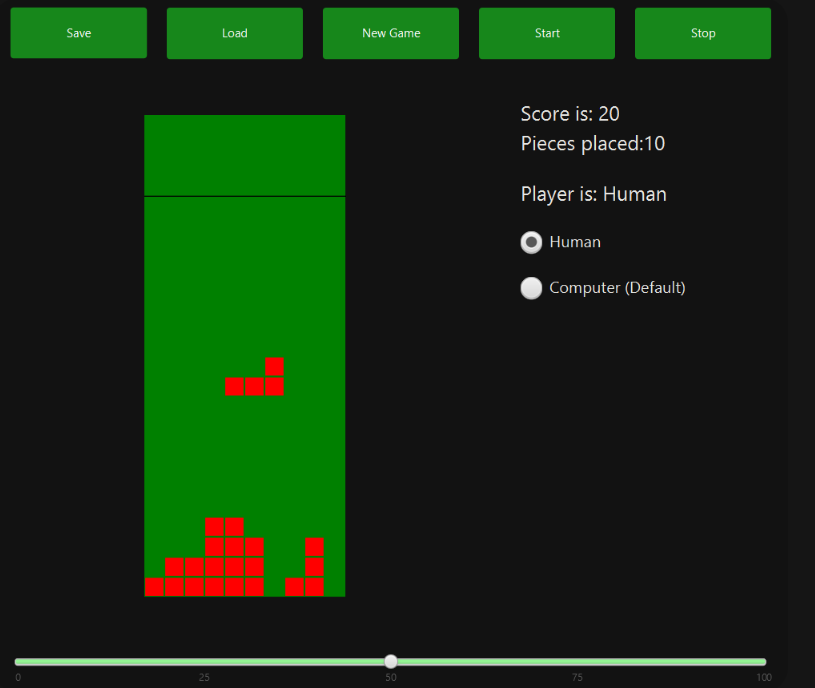 Save
Load
New Game
Start
Stop
Score is: 20
Pieces placed:10
Player is: Human
Human
Computer (Default)
0 25 50 75 100